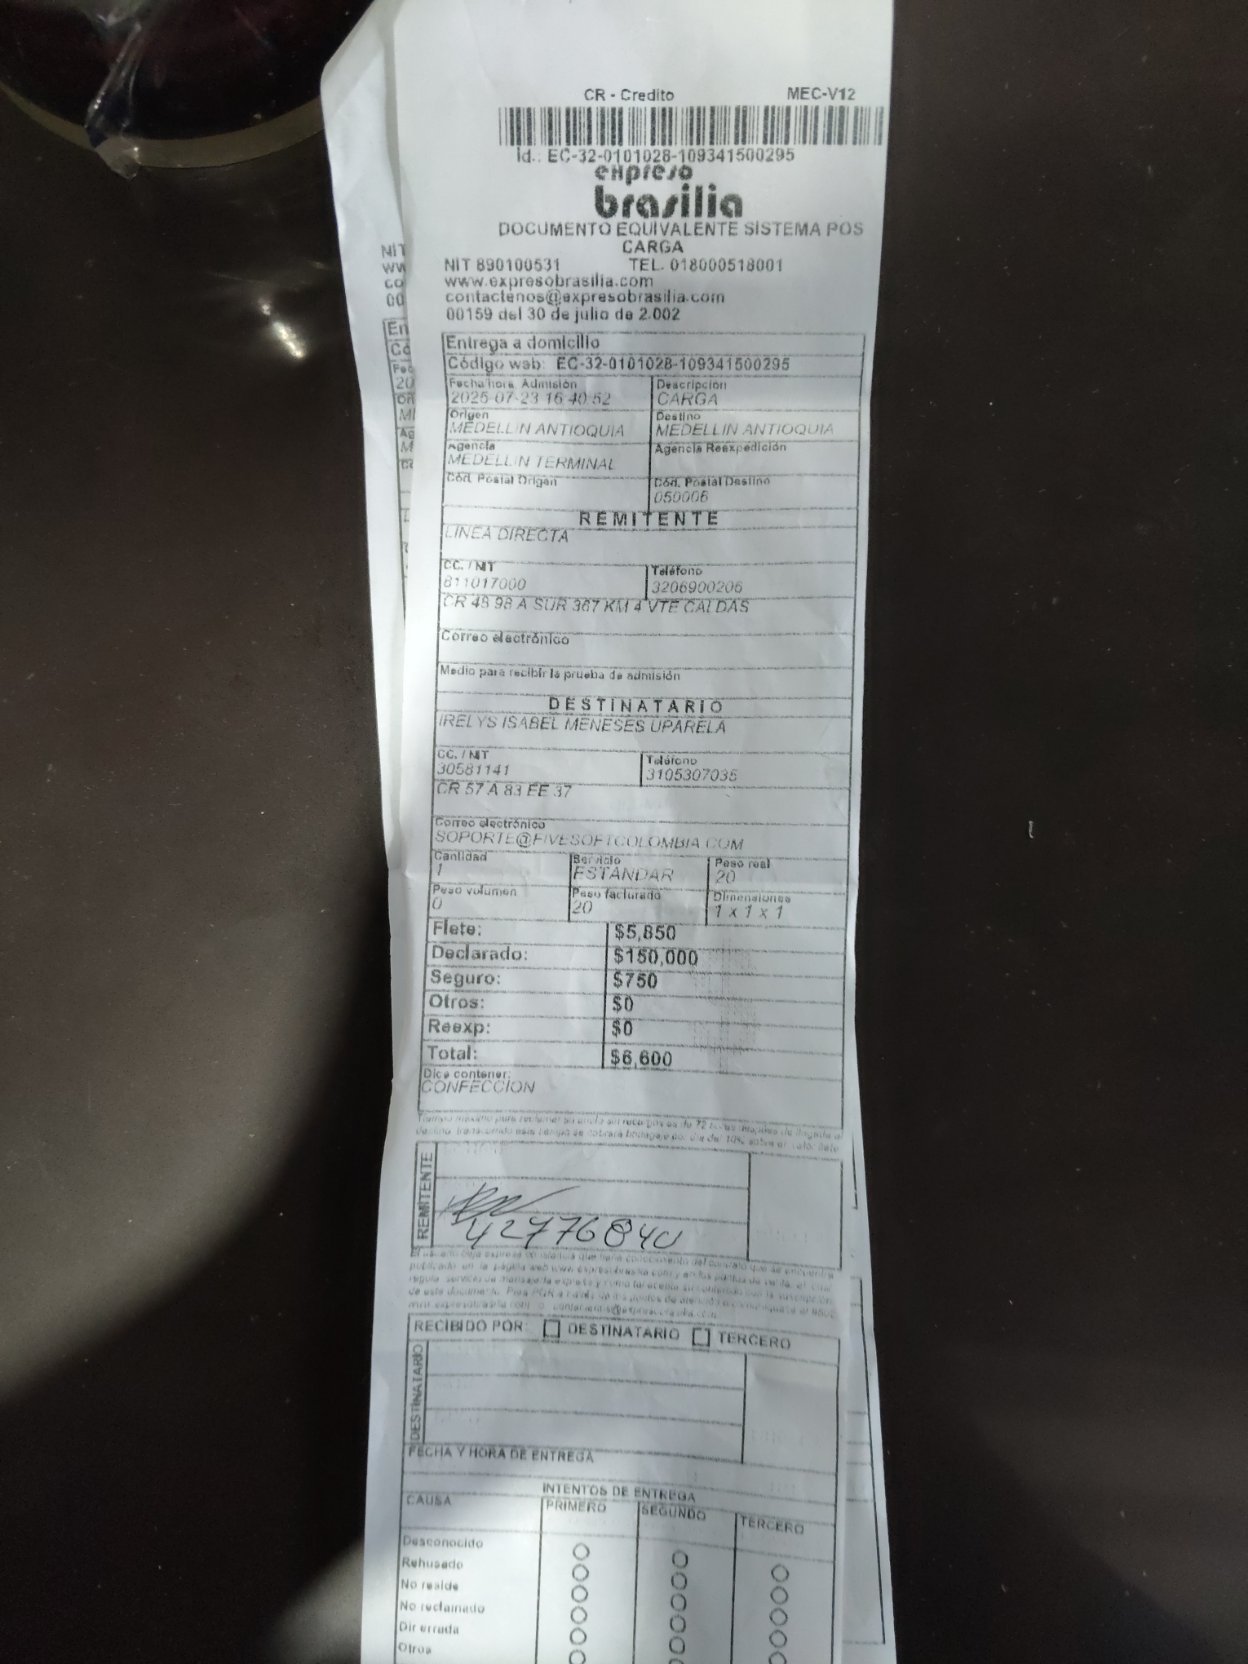 CR - Credito MEC-V12
Id.: EC-32-0101028-109341500295
expreso
brasilia
DOCUMENTO EQUIVALENTE SISTEMA POS
CARGA
NIT 890100531 TEL. 018000518001
www.expresobrasilia.com
contactenos@expresobrasilia.com
00159 del 30 de julio de 2.002
Entrega a domicilio
Código web: EC-32-0101028-109341500295
Fecha/hora Admisión Descripción
2025-07-23 16:40:52 CARGA
Origen Destino
MEDELLIN ANTIOQUIA MEDELLIN ANTIOQUIA
Agencia Agencia Reexpedición
MEDELLIN TERMINAL
Cód. Postal Origen Cód. Postal Destino
050006
REMITENTE
LINEA DIRECTA
CC. / NIT Teléfono
811017000 3206900206
CR 48 98 A SUR 367 KM 4 VTE CALDAS
Correo electrónico
Medio para recibir la prueba de admisión
DESTINATARIO
IRELYS ISABEL MENESES UPARELA
CC. / NIT Teléfono
30581141 3105307035
CR 57 A 83 EE 37
Correo electrónico
SOPORTE@FIVESOFTCOLOMBIA.COM
Cantidad Servicio Peso real
1 ESTANDAR 20
Peso volumen Peso facturado Dimensiones
0 20 1 x 1 x 1
Flete: $5,850
Declarado: $150,000
Seguro: $750
Otros: $0
Reexp: $0
Total: $6,600
Dice contener:
CONFECCION
REMITENTE
42776840
RECIBIDO POR: DESTINATARIO TERCERO
DESTINATARIO
FECHA Y HORA DE ENTREGA
INTENTOS DE ENTREGA
CAUSA PRIMERO SEGUNDO TERCERO
Desconocido
Rehusado
No reside
No reclamado
Dir errada
Otros